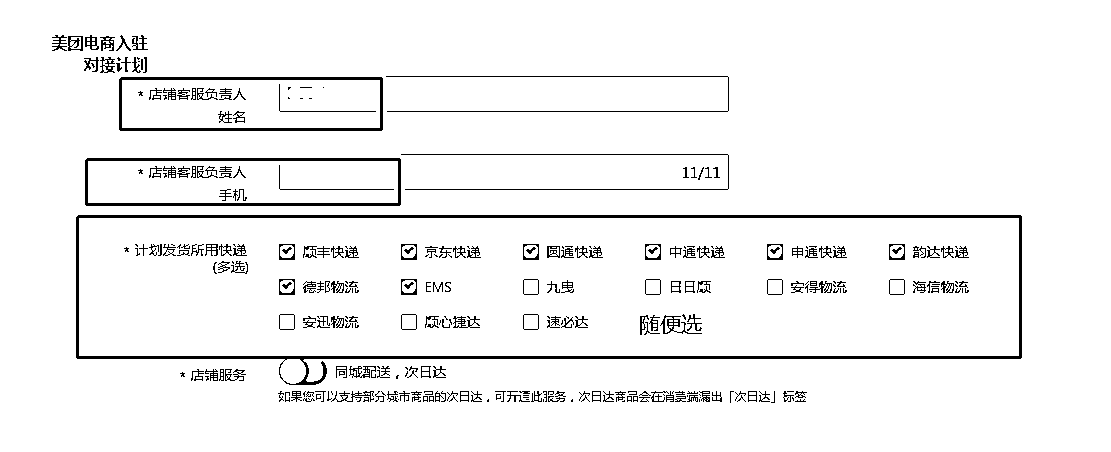 美团电商入驻
对接计划
* 店铺客服负责人
姓名
* 店铺客服负责人
手机
11/11
* 计划发货所用快递
(多选)
顺丰快递 京东快递 圆通快递 中通快递 申通快递 韵达快递
德邦物流 EMS 九曳 日日顺 安得物流 海信物流
安迅物流 顺心捷达 速必达 随便选
* 店铺服务
同城配送，次日达
如果您可以支持部分城市商品的次日达，可开通此服务，次日达商品会在消费端漏出「次日达」标签